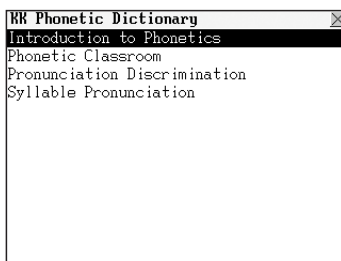 KK Phonetic Dictionary
Introduction to Phonetics
Phonetic Classroom
Pronunciation Discrimination
Syllable Pronunciation